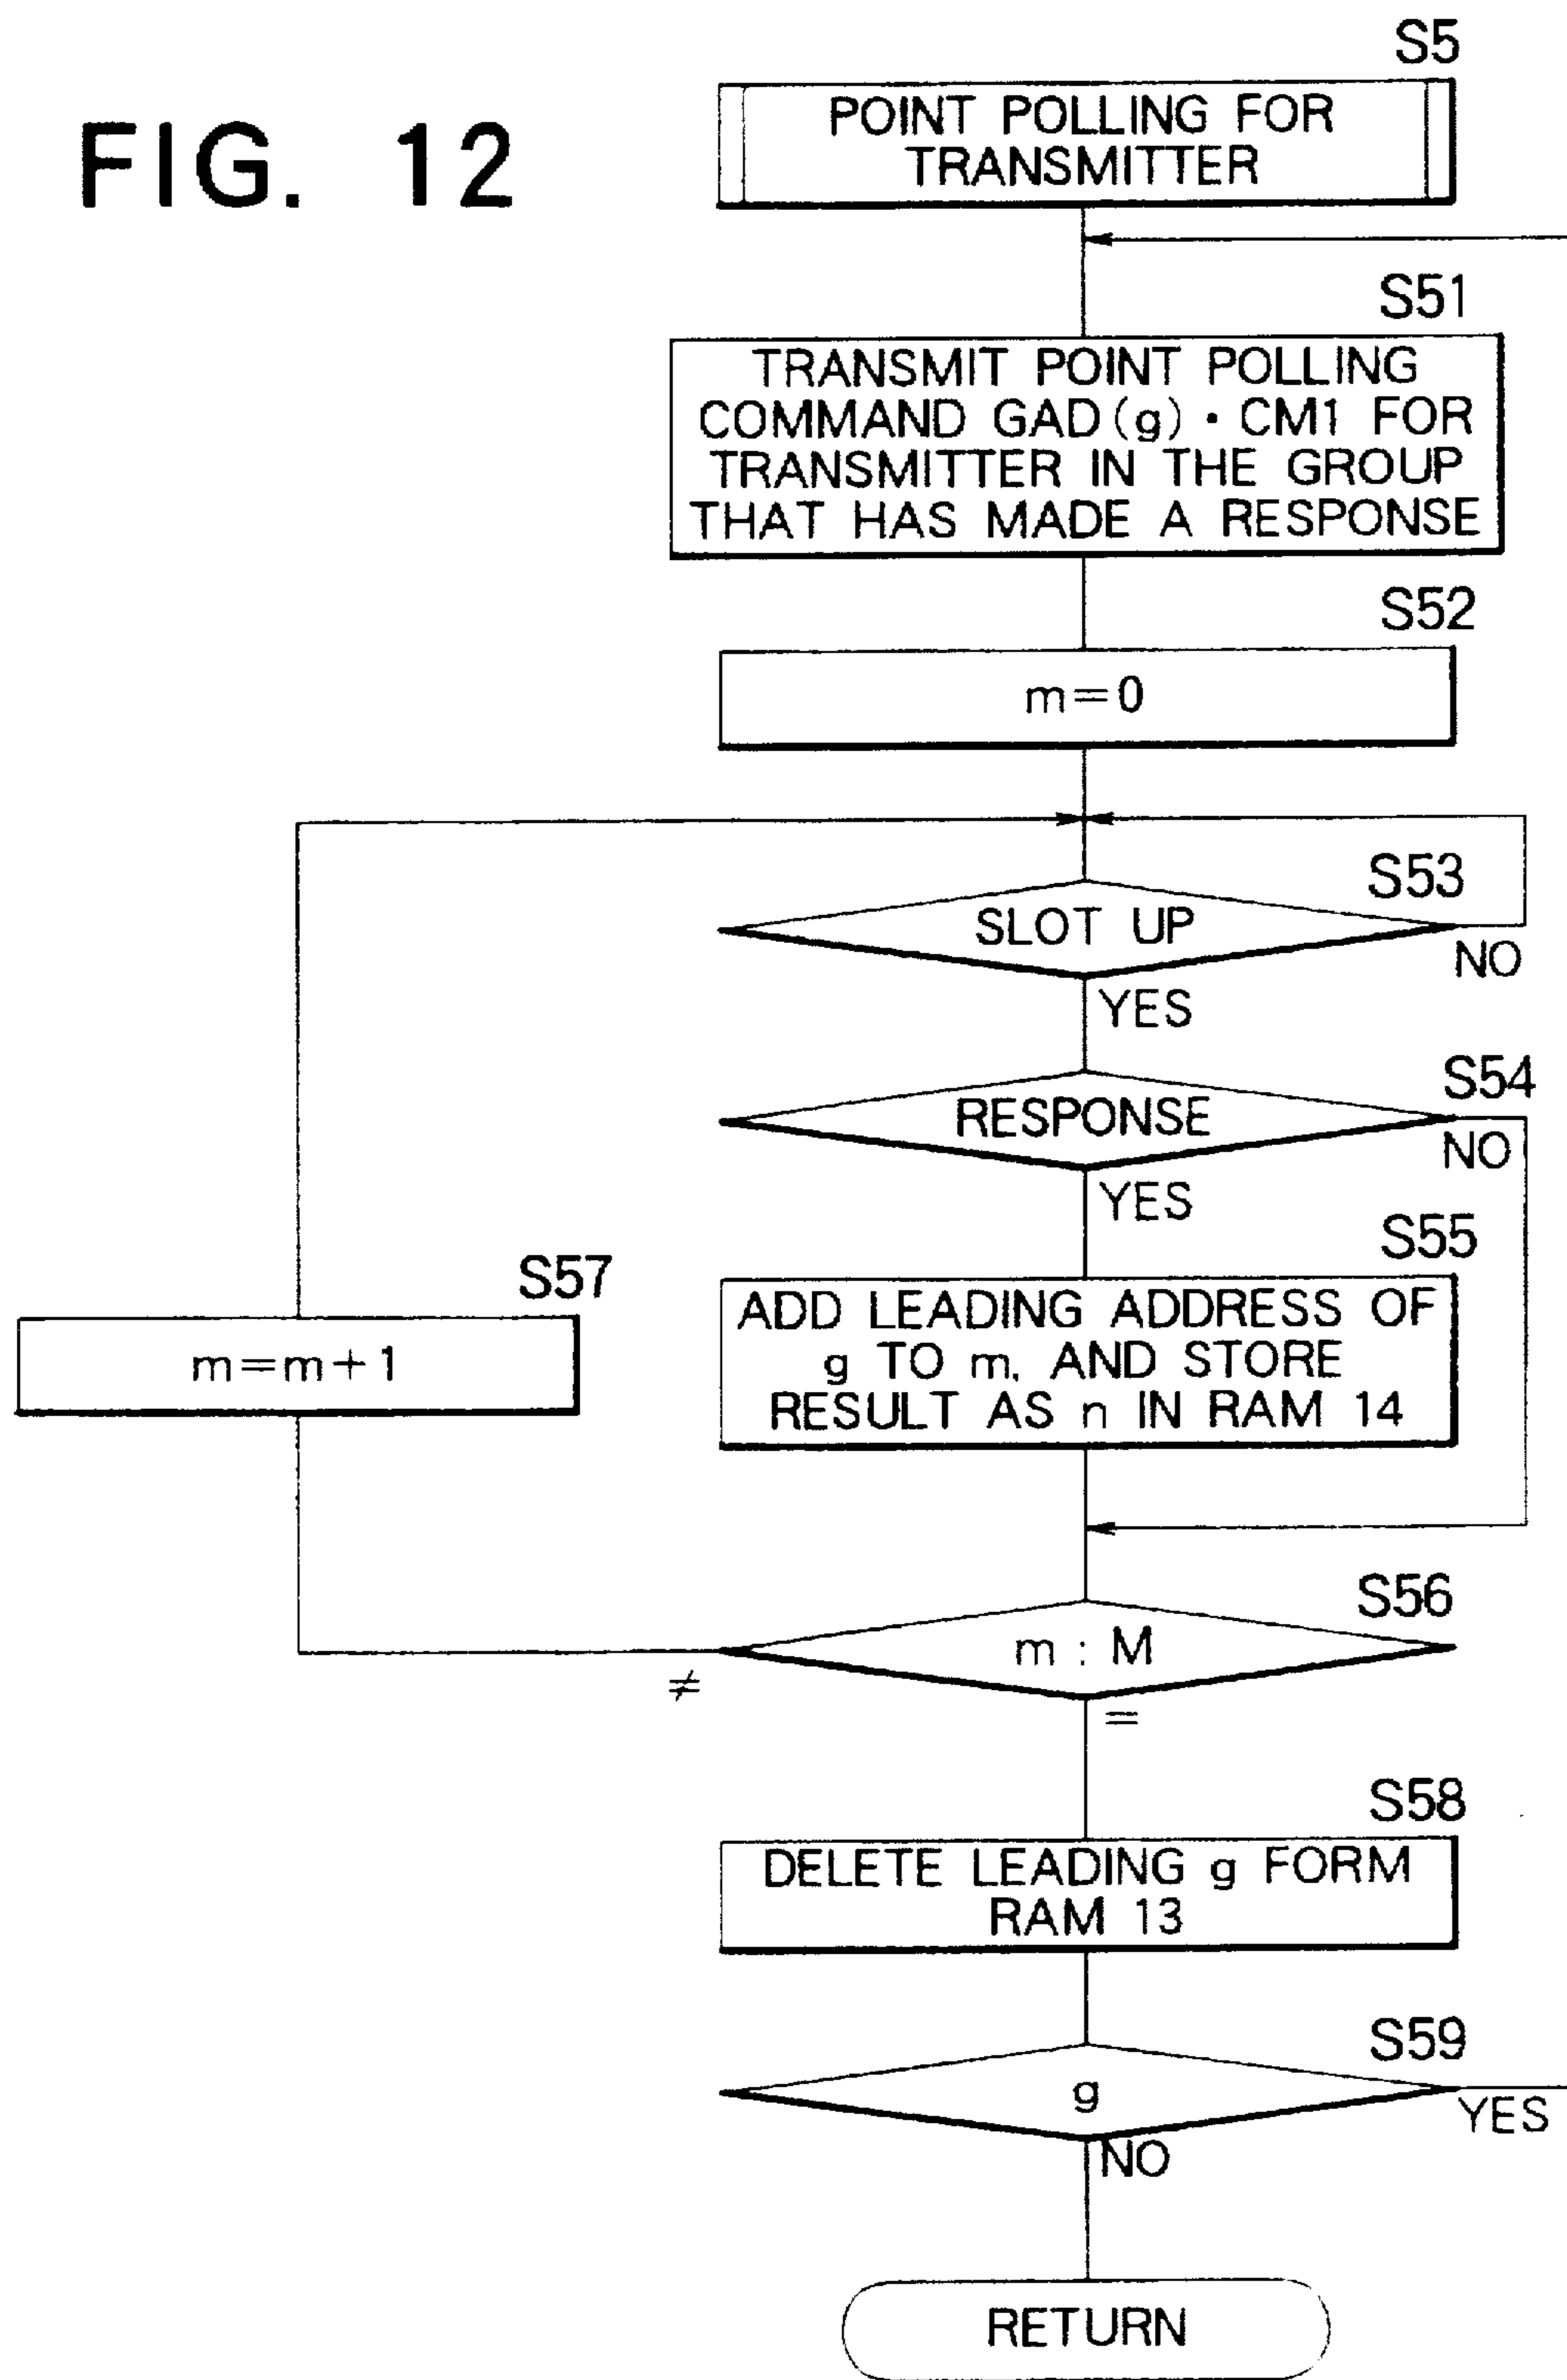 S5
FIG. 12
POINT POLLING FOR
TRANSMITTER
S51
TRANSMIT POINT POLLING
COMMAND GAD(g)・CM1 FOR
TRANSMITTER IN THE GROUP
THAT HAS MADE A RESPONSE
S52
m=0
S53
SLOT UP
NO
YES
S54
RESPONSE
NO
YES
S55
ADD LEADING ADDRESS OF
g TO m, AND STORE
RESULT AS n IN RAM 14
S57
m=m+1
S56
m : M
≠
=
S58
DELETE LEADING g FORM
RAM 13
S59
g
YES
NO
RETURN